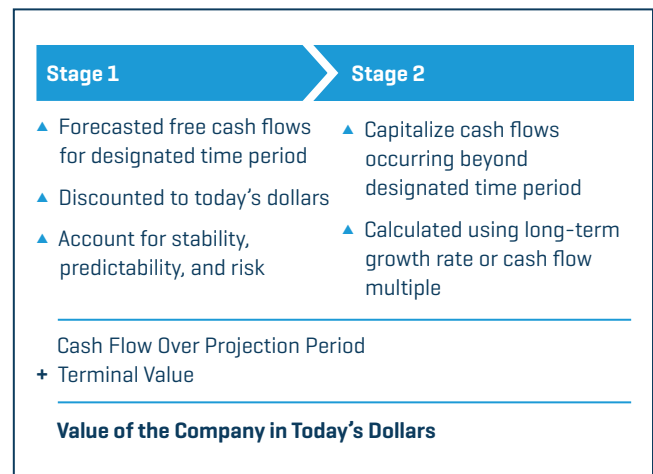 Stage 1
Stage 2
▲ Forecasted free cash flows
for designated time period
▲ Discounted to today's dollars
▲ Account for stability,
predictability, and risk
▲ Capitalize cash flows
occurring beyond
designated time period
▲ Calculated using long-term
growth rate or cash flow
multiple
Cash Flow Over Projection Period
+ Terminal Value
Value of the Company in Today's Dollars